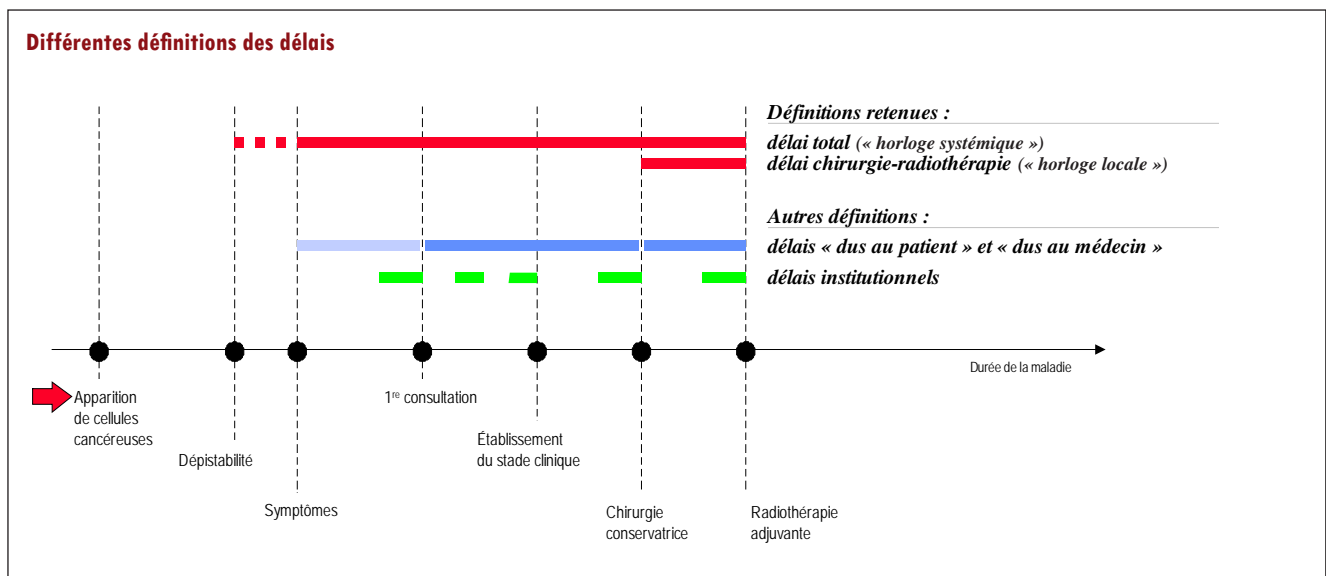 Différentes définitions des délais
Définitions retenues :
délai total (« horloge systémique »)
délai chirurgie-radiothérapie (« horloge locale »)
Autres définitions :
délais « dus au patient » et « dus au médecin »
délais institutionnels
Durée de la maladie
Apparition
de cellules
cancéreuses
Dépistabilité
Symptômes
1re consultation
Établissement
du stade clinique
Chirurgie
conservatrice
Radiothérapie
adjuvante